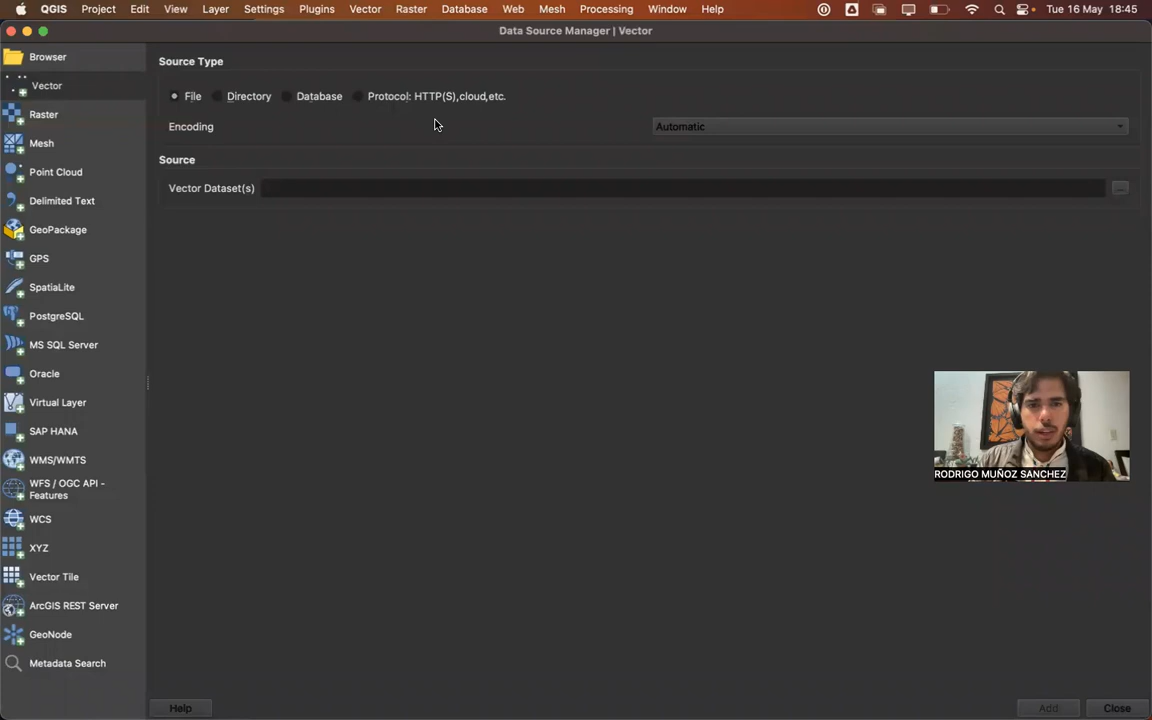 QGIS Project Edit View Layer Settings Plugins Vector Raster Database Web Mesh Processing Window Help Tue 16 May 18:45
Data Source Manager | Vector
Browser
Vector
Raster
Mesh
Point Cloud
Delimited Text
GeoPackage
GPS
SpatiaLite
PostgreSQL
MS SQL Server
Oracle
Virtual Layer
SAP HANA
WMS/WMTS
WFS / OGC API -
Features
WCS
XYZ
Vector Tile
ArcGIS REST Server
GeoNode
Metadata Search
Source Type
File Directory Database Protocol: HTTP(S),cloud,etc.
Encoding Automatic
Source
Vector Dataset(s) ...
RODRIGO MUÑOZ SANCHEZ
Help Add Close